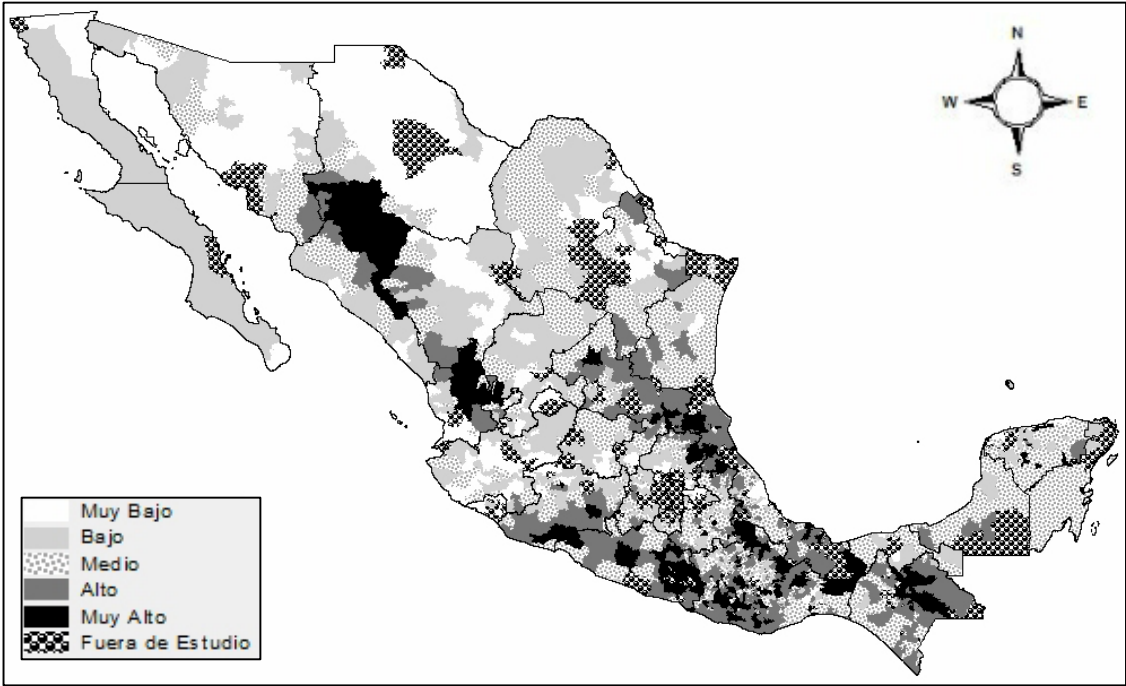 N
W E
S
Muy Bajo
Bajo
Medio
Alto
Muy Alto
Fuera de Estudio